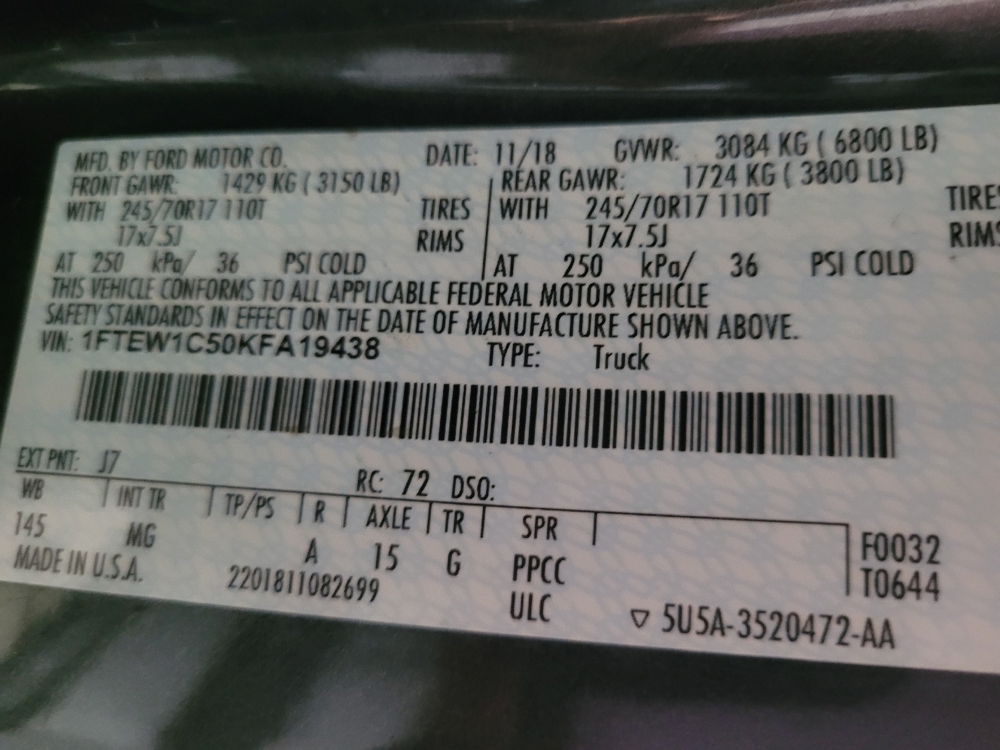 MFD. BY FORD MOTOR CO. DATE: 11/18 GVWR: 3084 KG ( 6800 LB)
FRONT GAWR: 1429 KG ( 3150 LB) REAR GAWR: 1724 KG ( 3800 LB)
WITH 245/70R17 110T TIRES WITH 245/70R17 110T TIRES
17x7.5J RIMS 17x7.5J RIMS
AT 250 kPa/ 36 PSI COLD AT 250 kPa/ 36 PSI COLD
THIS VEHICLE CONFORMS TO ALL APPLICABLE FEDERAL MOTOR VEHICLE
SAFETY STANDARDS IN EFFECT ON THE DATE OF MANUFACTURE SHOWN ABOVE.
VIN: 1FTEW1C50KFA19438 TYPE: Truck
EXT PNT: J7 RC: 72 DSO:
WB INT TR TP/PS R AXLE TR SPR
145 MG A 15 G PPCC F0032
MADE IN U.S.A. 2201811082699 ULC T0644
▽ 5U5A-3520472-AA